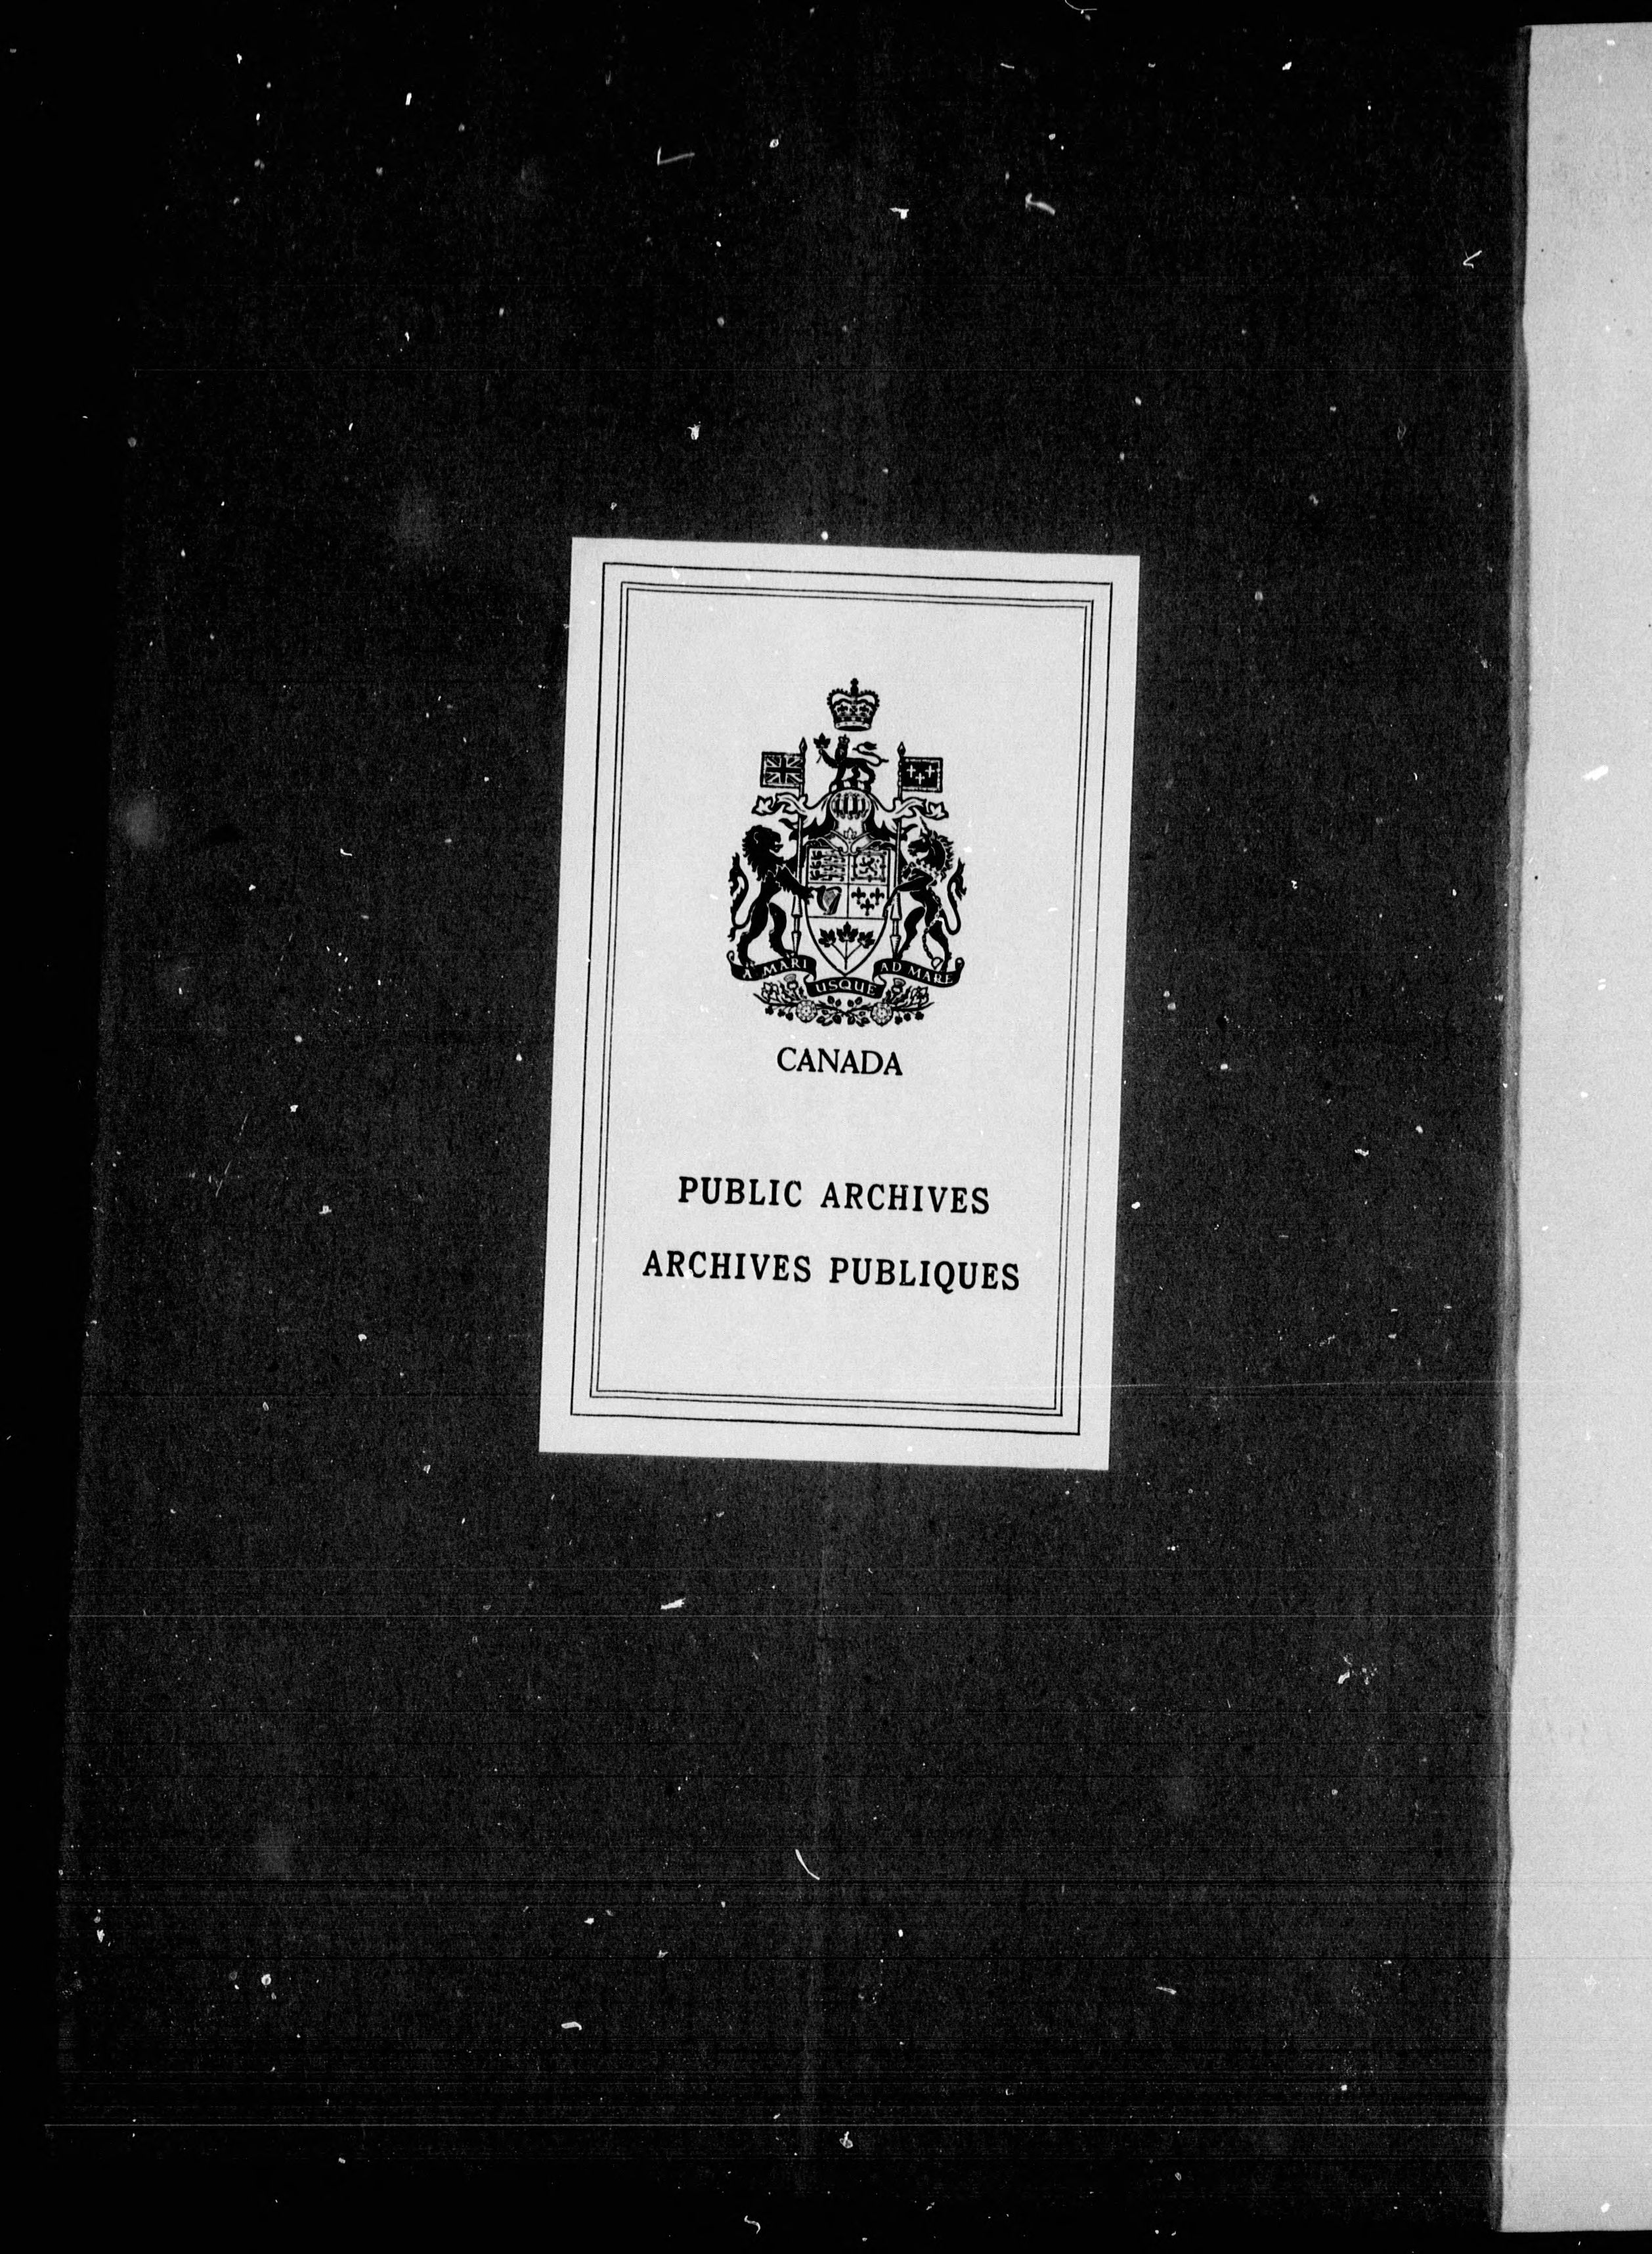 A MARI USQUE AD MARE
CANADA
PUBLIC ARCHIVES
ARCHIVES PUBLIQUES